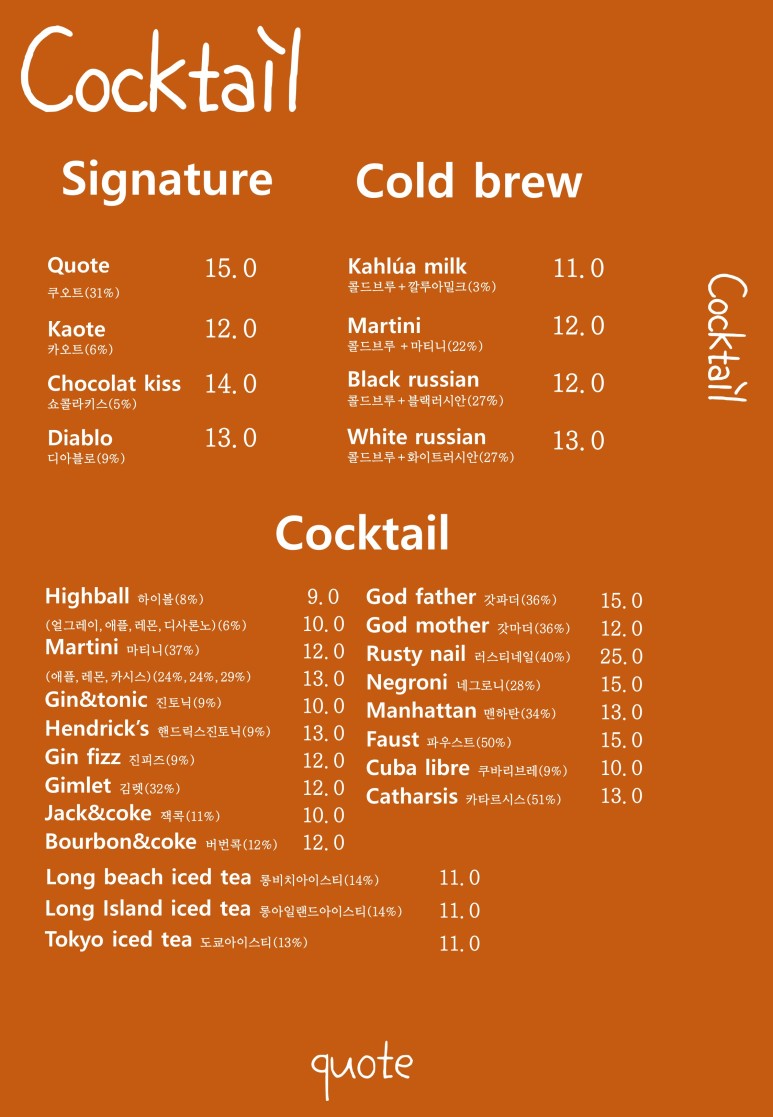 Cocktail
Signature
Quote 15.0
쿠오트(31%)
Kaote 12.0
카오트(6%)
Chocolat kiss 14.0
쇼콜라키스(5%)
Diablo 13.0
디아블로(9%)
Cold brew
Kahlúa milk 11.0
콜드브루+깔루아밀크(3%)
Martini 12.0
콜드브루 +마티니(22%)
Black russian 12.0
콜드브루+블랙러시안(27%)
White russian 13.0
콜드브루+화이트러시안(27%)
Cocktail
Cocktail
Highball 하이볼(8%) 9.0
(얼그레이, 애플, 레몬, 디사론노)(6%) 10.0
Martini 마티니(37%) 12.0
(애플, 레몬, 카시스)(24%, 24%, 29%) 13.0
Gin&tonic 진토닉(9%) 10.0
Hendrick's 핸드릭스진토닉(9%) 13.0
Gin fizz 진피즈(9%) 12.0
Gimlet 김렛(32%) 12.0
Jack&coke 잭콕(11%) 10.0
Bourbon&coke 버번콕(12%) 12.0
God father 갓파더(36%) 15.0
God mother 갓마더(36%) 12.0
Rusty nail 러스티네일(40%) 25.0
Negroni 네그로니(28%) 15.0
Manhattan 맨하탄(34%) 13.0
Faust 파우스트(50%) 15.0
Cuba libre 쿠바리브레(9%) 10.0
Catharsis 카타르시스(51%) 13.0
Long beach iced tea 롱비치아이스티(14%) 11.0
Long Island iced tea 롱아일랜드아이스티(14%) 11.0
Tokyo iced tea 도쿄아이스티(13%) 11.0
quote